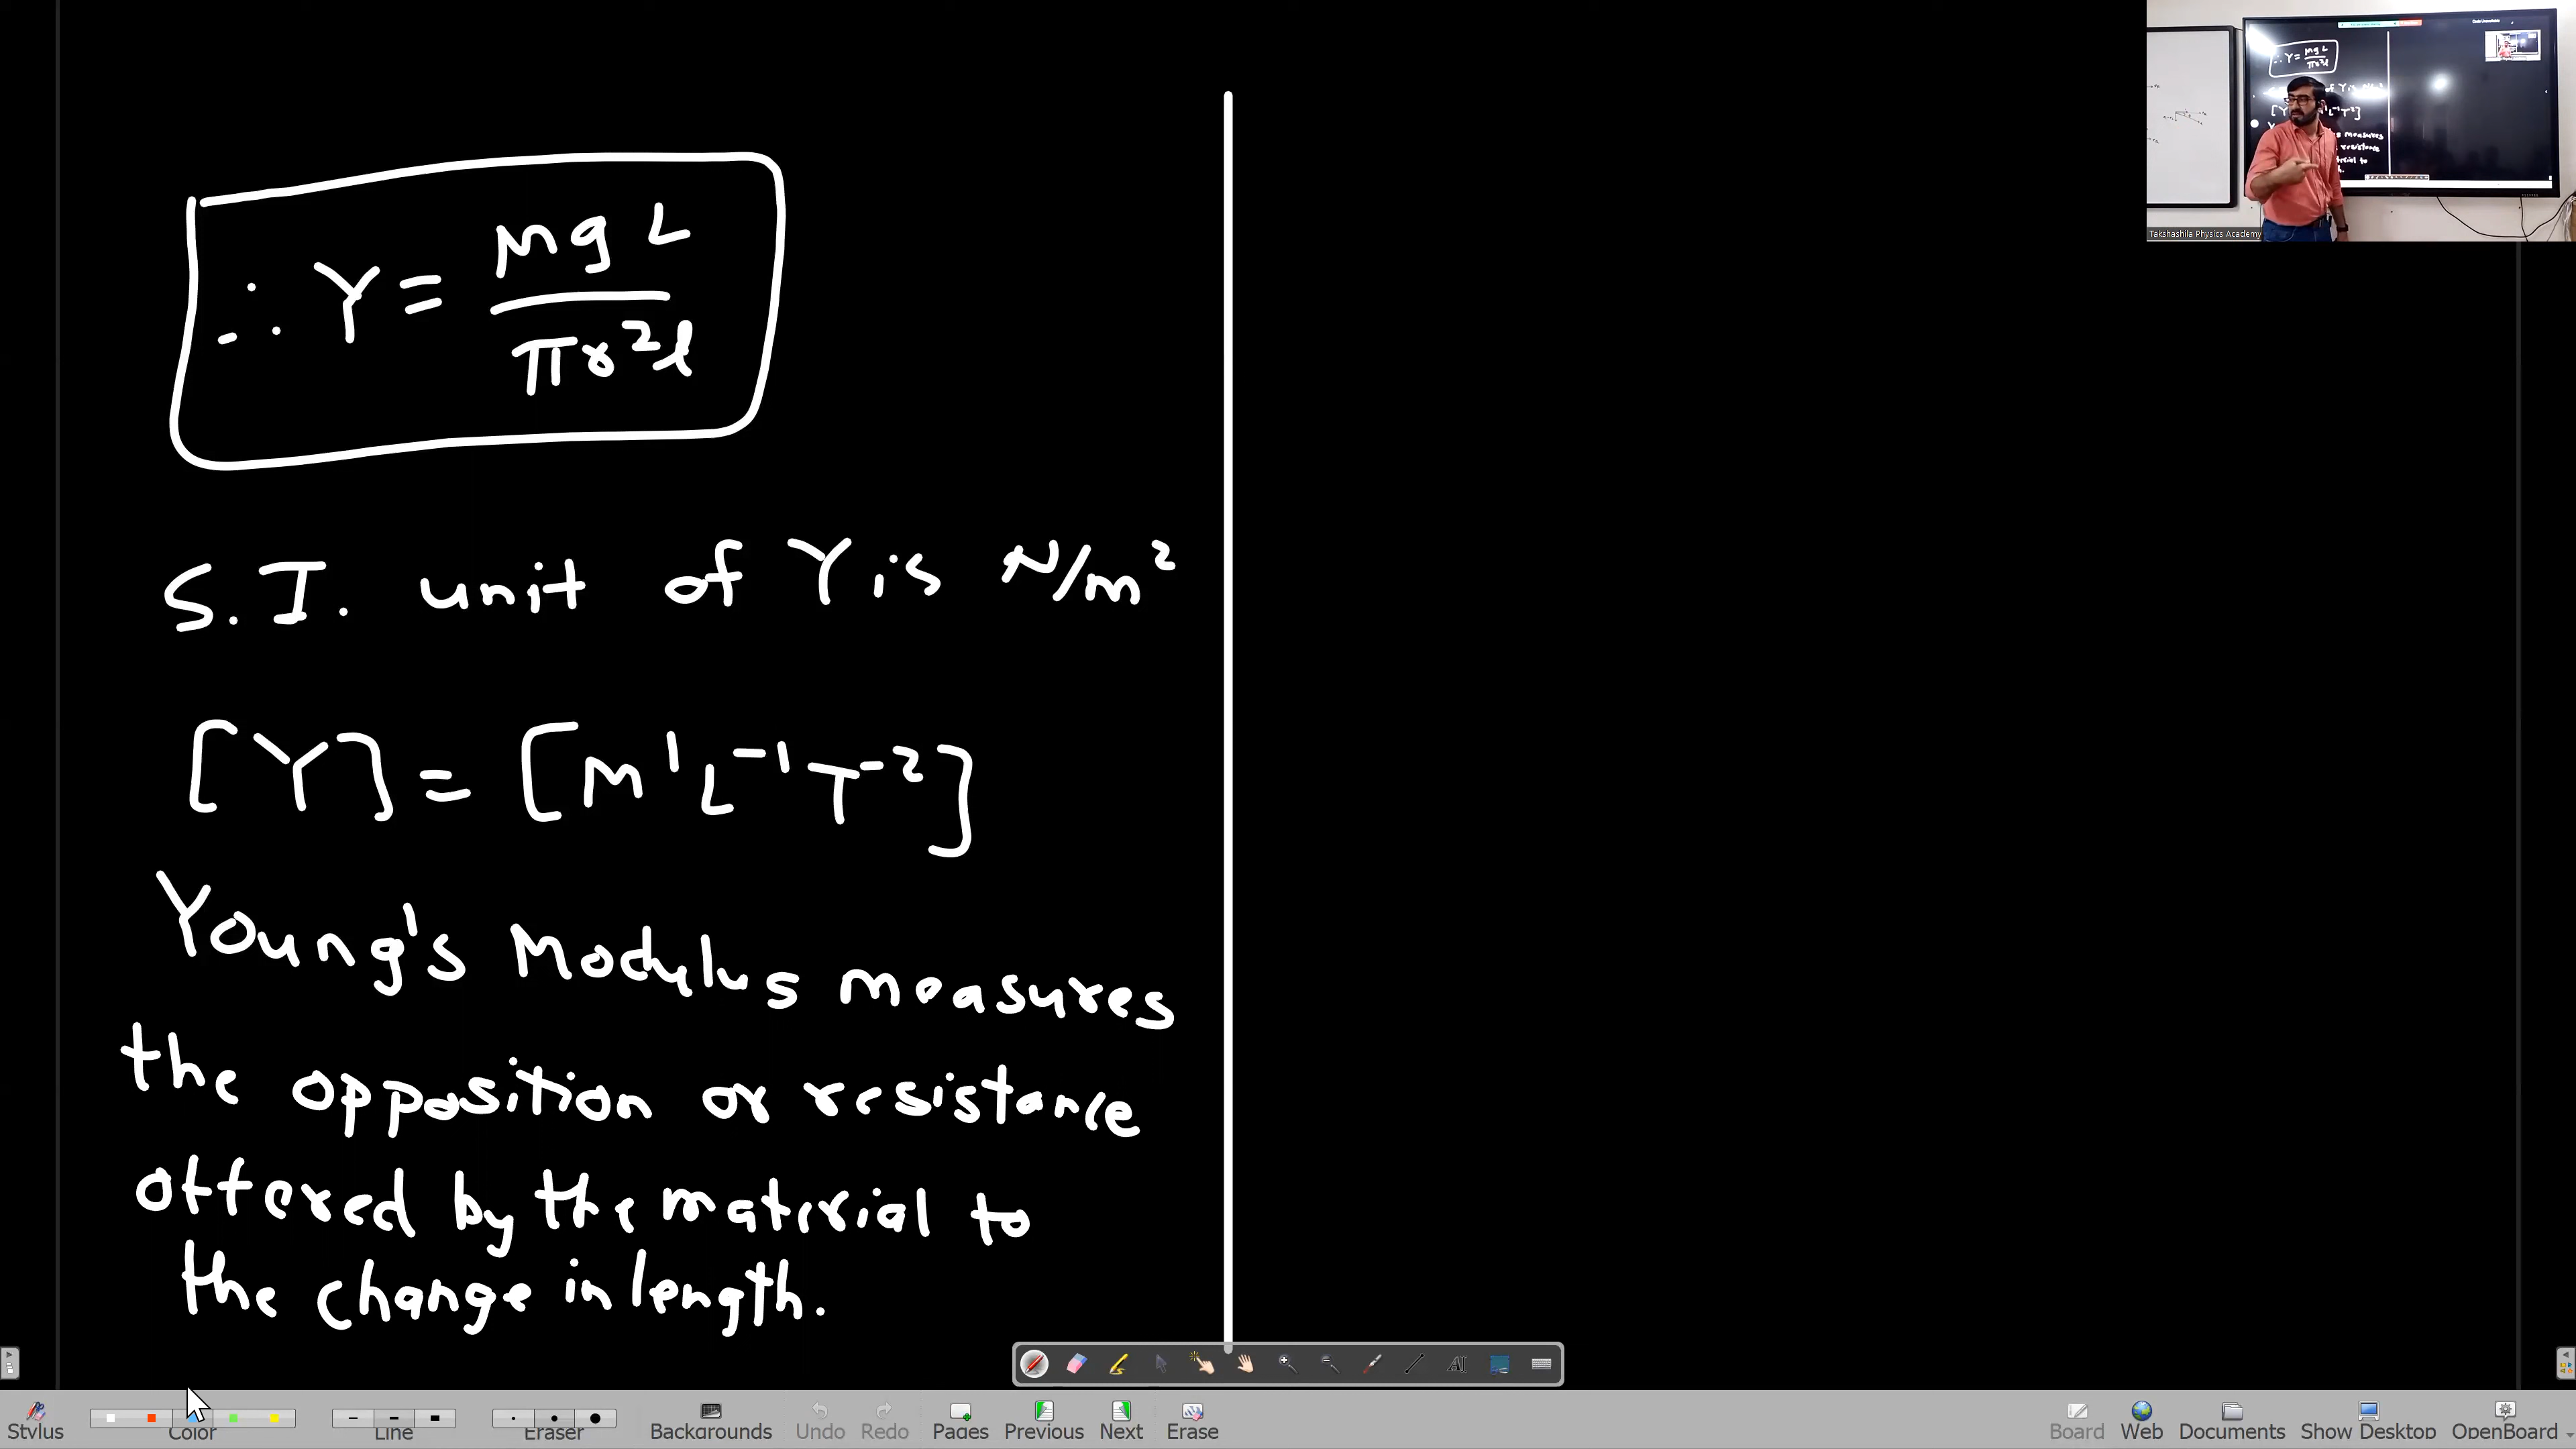 ∴ Y = MgL / πr²l
S.I. unit of Y is N/m²
[Y] = [M¹L⁻¹T⁻²]
Young's Modulus measures
the opposition or resistance
offered by the material to
the change in length.
Takshashila Physics Academy
Stylus Color Line Eraser Backgrounds Undo Redo Pages Previous Next Erase Board Web Documents Show Desktop OpenBoard